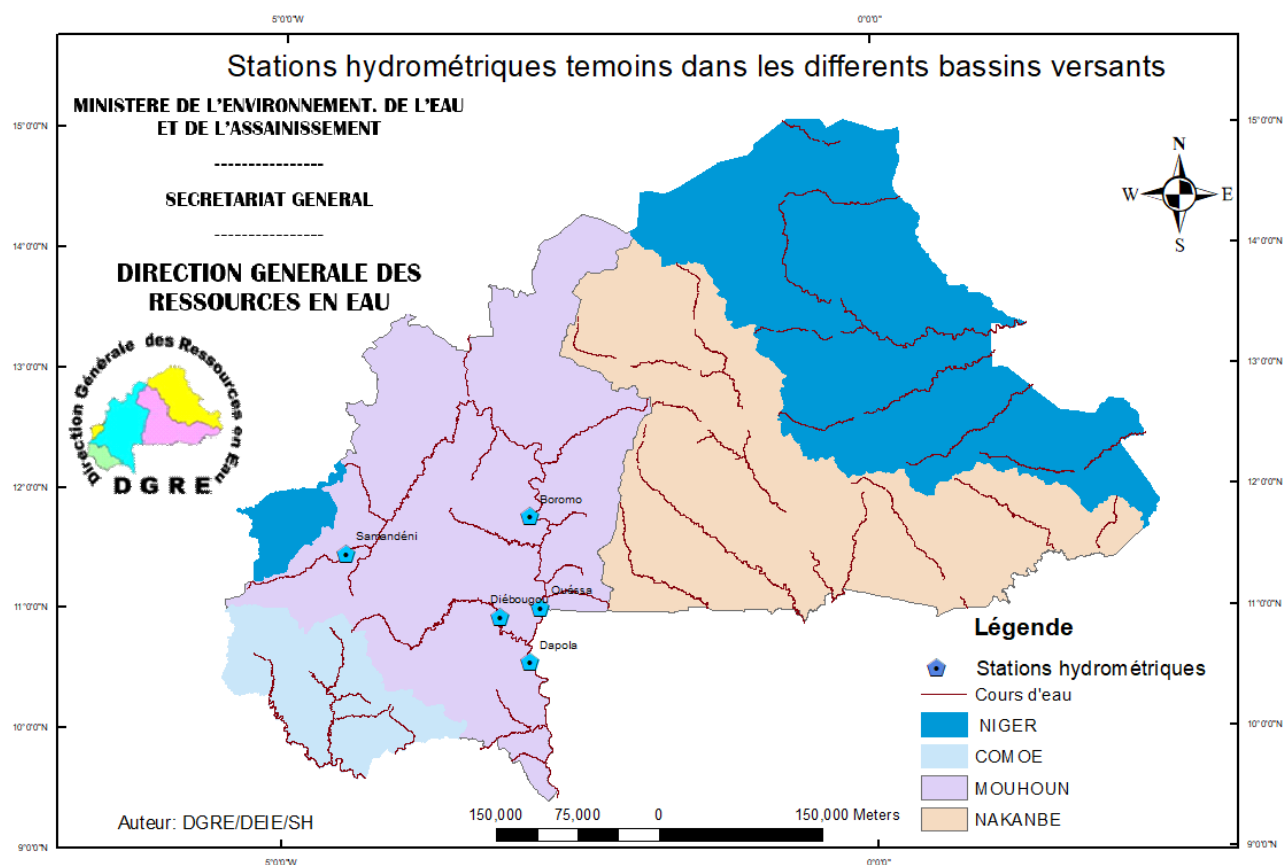 5°0'0"W 0°0'0"
Stations hydrométriques temoins dans les differents bassins versants
MINISTERE DE L'ENVIRONNEMENT. DE L'EAU
ET DE L'ASSAINISSEMENT
----------------
SECRETARIAT GENERAL
----------------
DIRECTION GENERALE DES
RESSOURCES EN EAU
Direction Générale des Ressources en Eau
DGRE
N
W E
S
15°0'0"N 15°0'0"N
14°0'0"N 14°0'0"N
13°0'0"N 13°0'0"N
12°0'0"N 12°0'0"N
11°0'0"N 11°0'0"N
10°0'0"N 10°0'0"N
9°0'0"N 9°0'0"N
Boromo
Samendéni
Ouéssa
Diébougou
Dapola
Légende
Stations hydrométriques
Cours d'eau
NIGER
COMOE
MOUHOUN
NAKANBE
150,000 75,000 0 150,000 Meters
Auteur: DGRE/DEIE/SH
5°0'0"W 0°0'0"